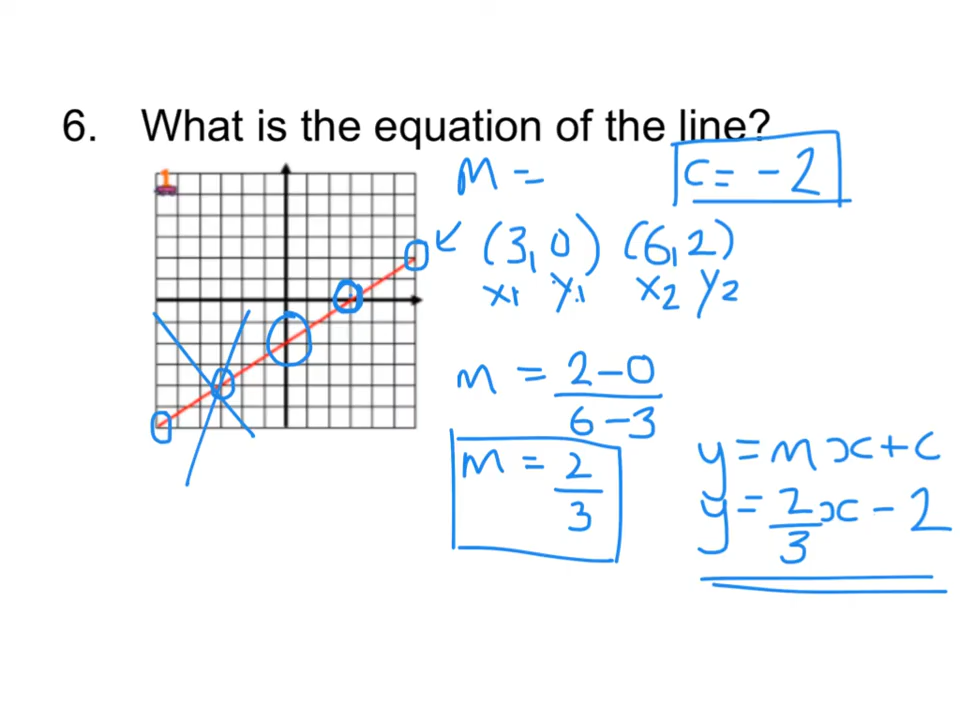 6. What is the equation of the line?
1
M =
c = -2
(3, 0) (6, 2)
x1 y1 x2 y2
m = 2-0
6-3
m = 2
3
y = mx + c
y = 2
3 x - 2